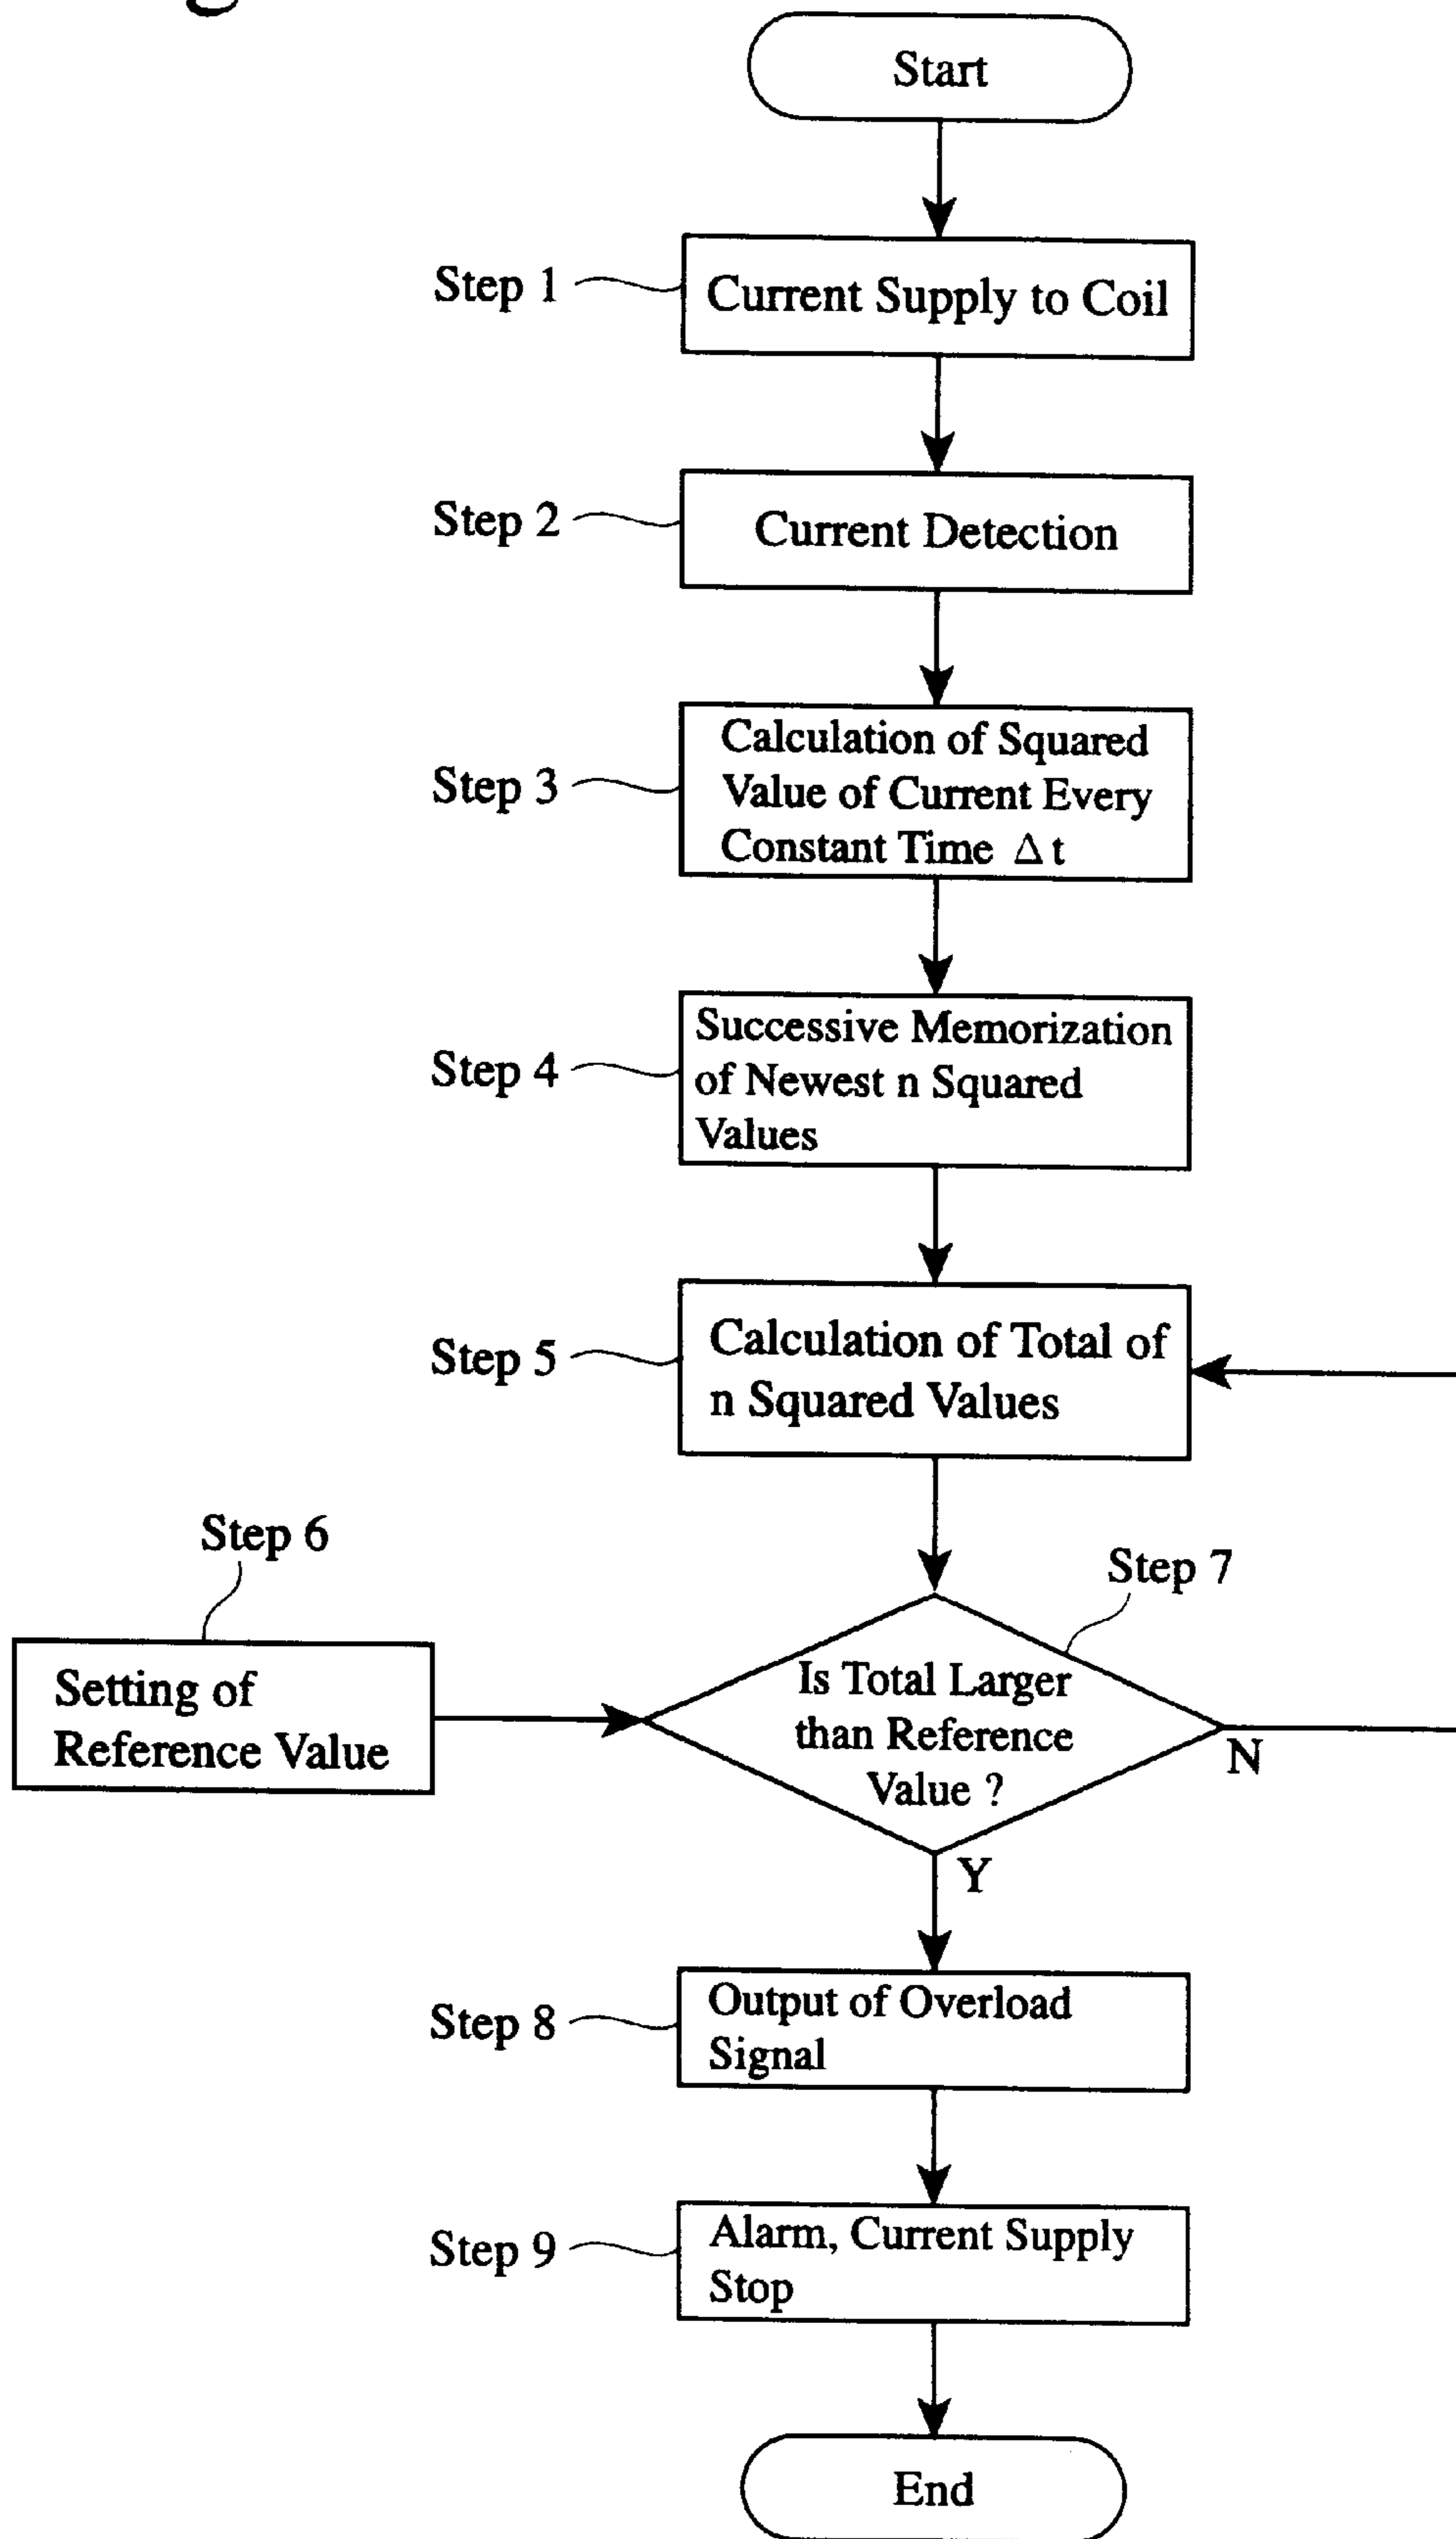 Start
Step 1
Current Supply to Coil
Step 2
Current Detection
Step 3
Calculation of Squared
Value of Current Every
Constant Time Δt
Step 4
Successive Memorization
of Newest n Squared
Values
Step 5
Calculation of Total of
n Squared Values
Step 6
Setting of
Reference Value
Step 7
Is Total Larger
than Reference
Value ?
N
Y
Step 8
Output of Overload
Signal
Step 9
Alarm, Current Supply
Stop
End